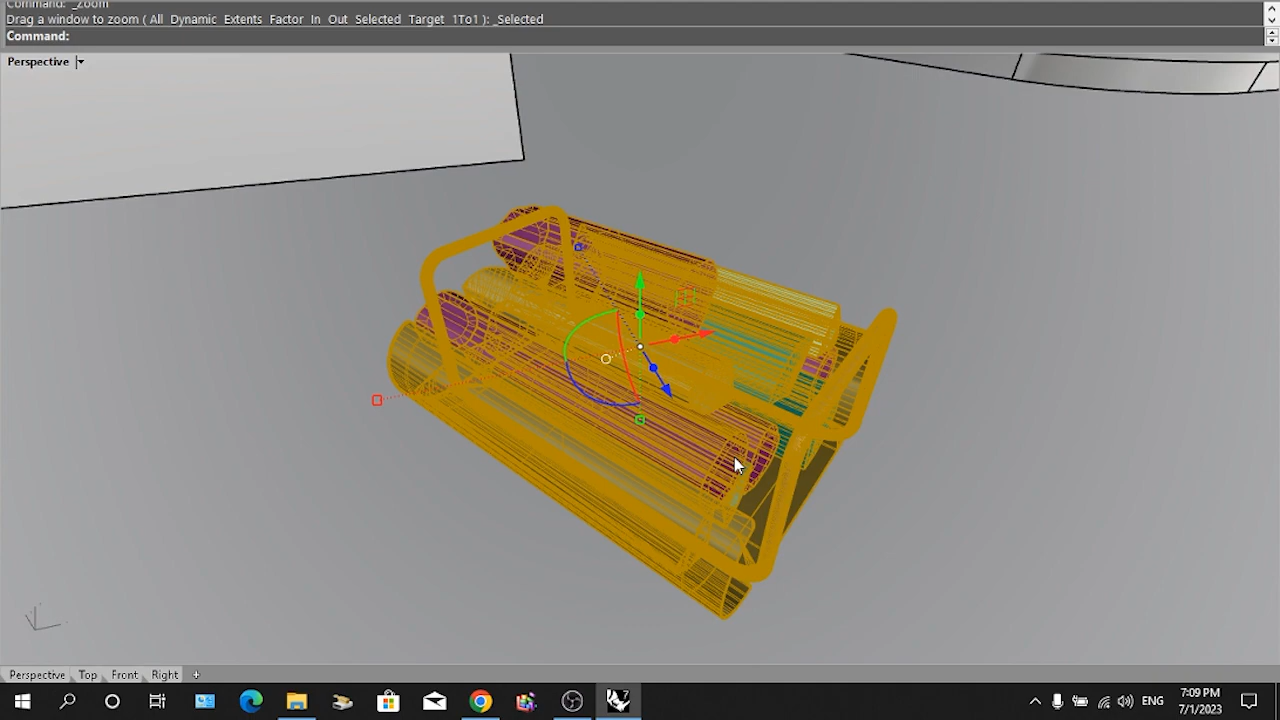 Command: _Zoom
Drag a window to zoom ( All Dynamic Extents Factor In Out Selected Target 1To1 ): _Selected
Command:
Perspective
Perspective Top Front Right
ENG
7:09 PM
7/1/2023
7